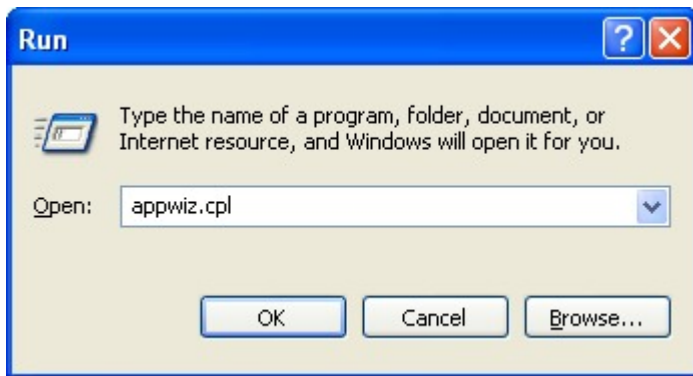 Run
Type the name of a program, folder, document, or
Internet resource, and Windows will open it for you.
Open: appwiz.cpl
OK Cancel Browse...